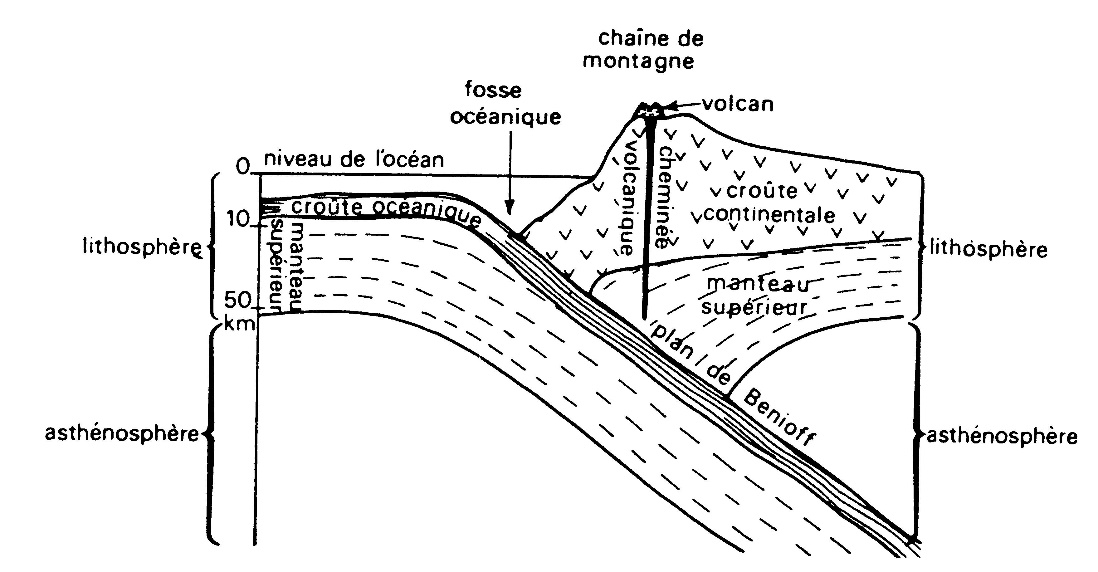 chaîne de
montagne
fosse
océanique
volcan
0
niveau de l'océan
croûte océanique
10
manteau
supérieur
50
km
volcanique
cheminée
croûte
continentale
manteau
supérieur
plan de Benioff
lithosphère
lithosphère
asthénosphère
asthénosphère